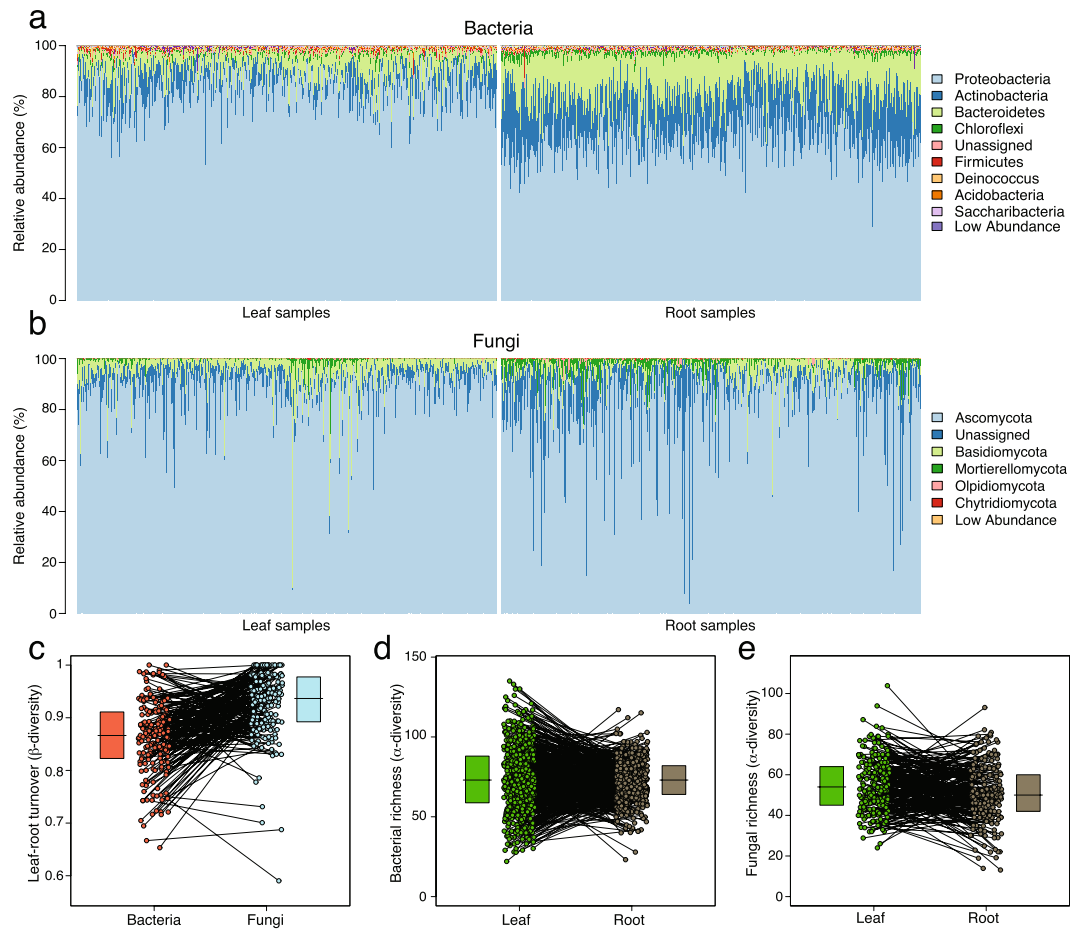 a
Bacteria
Relative abundance (%)
100
80
60
40
20
0
Leaf samples
Root samples
Proteobacteria
Actinobacteria
Bacteroidetes
Chloroflexi
Unassigned
Firmicutes
Deinococcus
Acidobacteria
Saccharibacteria
Low Abundance
b
Fungi
Relative abundance (%)
100
80
60
40
20
0
Leaf samples
Root samples
Ascomycota
Unassigned
Basidiomycota
Mortierellomycota
Olpidiomycota
Chytridiomycota
Low Abundance
c
Leaf-root turnover (β-diversity)
1
0.9
0.8
0.7
0.6
Bacteria
Fungi
d
Bacterial richness (α-diversity)
150
100
50
0
Leaf
Root
e
Fungal richness (α-diversity)
100
80
60
40
20
0
Leaf
Root